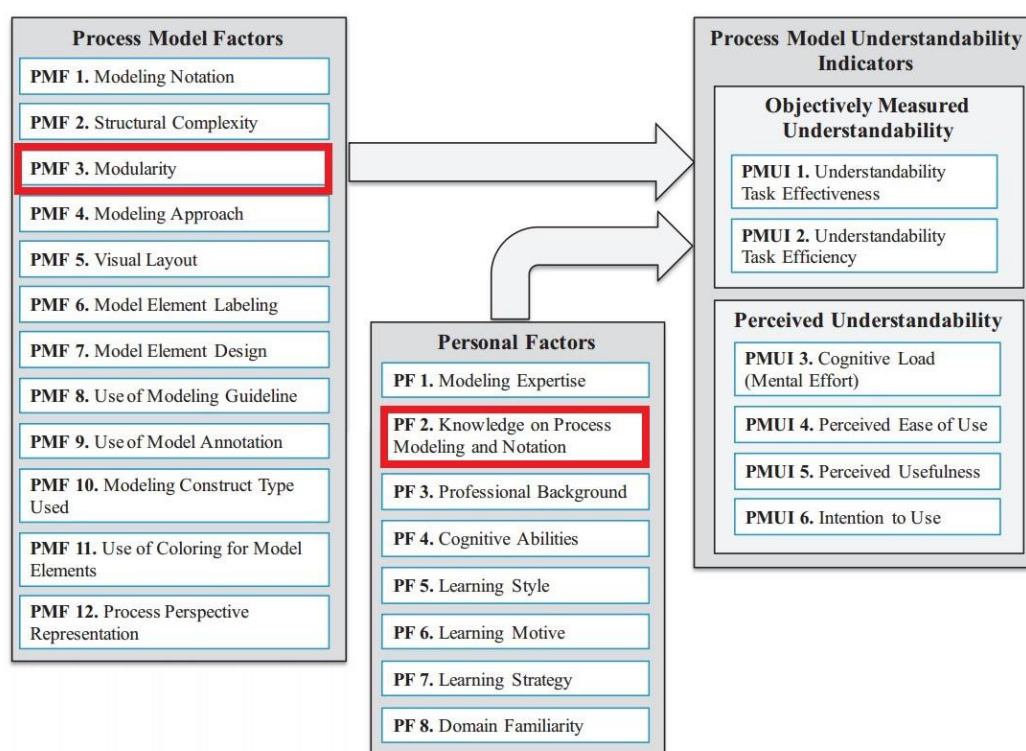 Process Model Factors
PMF 1. Modeling Notation
PMF 2. Structural Complexity
PMF 3. Modularity
PMF 4. Modeling Approach
PMF 5. Visual Layout
PMF 6. Model Element Labeling
PMF 7. Model Element Design
PMF 8. Use of Modeling Guideline
PMF 9. Use of Model Annotation
PMF 10. Modeling Construct Type
Used
PMF 11. Use of Coloring for Model
Elements
PMF 12. Process Perspective
Representation
Personal Factors
PF 1. Modeling Expertise
PF 2. Knowledge on Process
Modeling and Notation
PF 3. Professional Background
PF 4. Cognitive Abilities
PF 5. Learning Style
PF 6. Learning Motive
PF 7. Learning Strategy
PF 8. Domain Familiarity
Process Model Understandability
Indicators
Objectively Measured
Understandability
PMUI 1. Understandability
Task Effectiveness
PMUI 2. Understandability
Task Efficiency
Perceived Understandability
PMUI 3. Cognitive Load
(Mental Effort)
PMUI 4. Perceived Ease of Use
PMUI 5. Perceived Usefulness
PMUI 6. Intention to Use